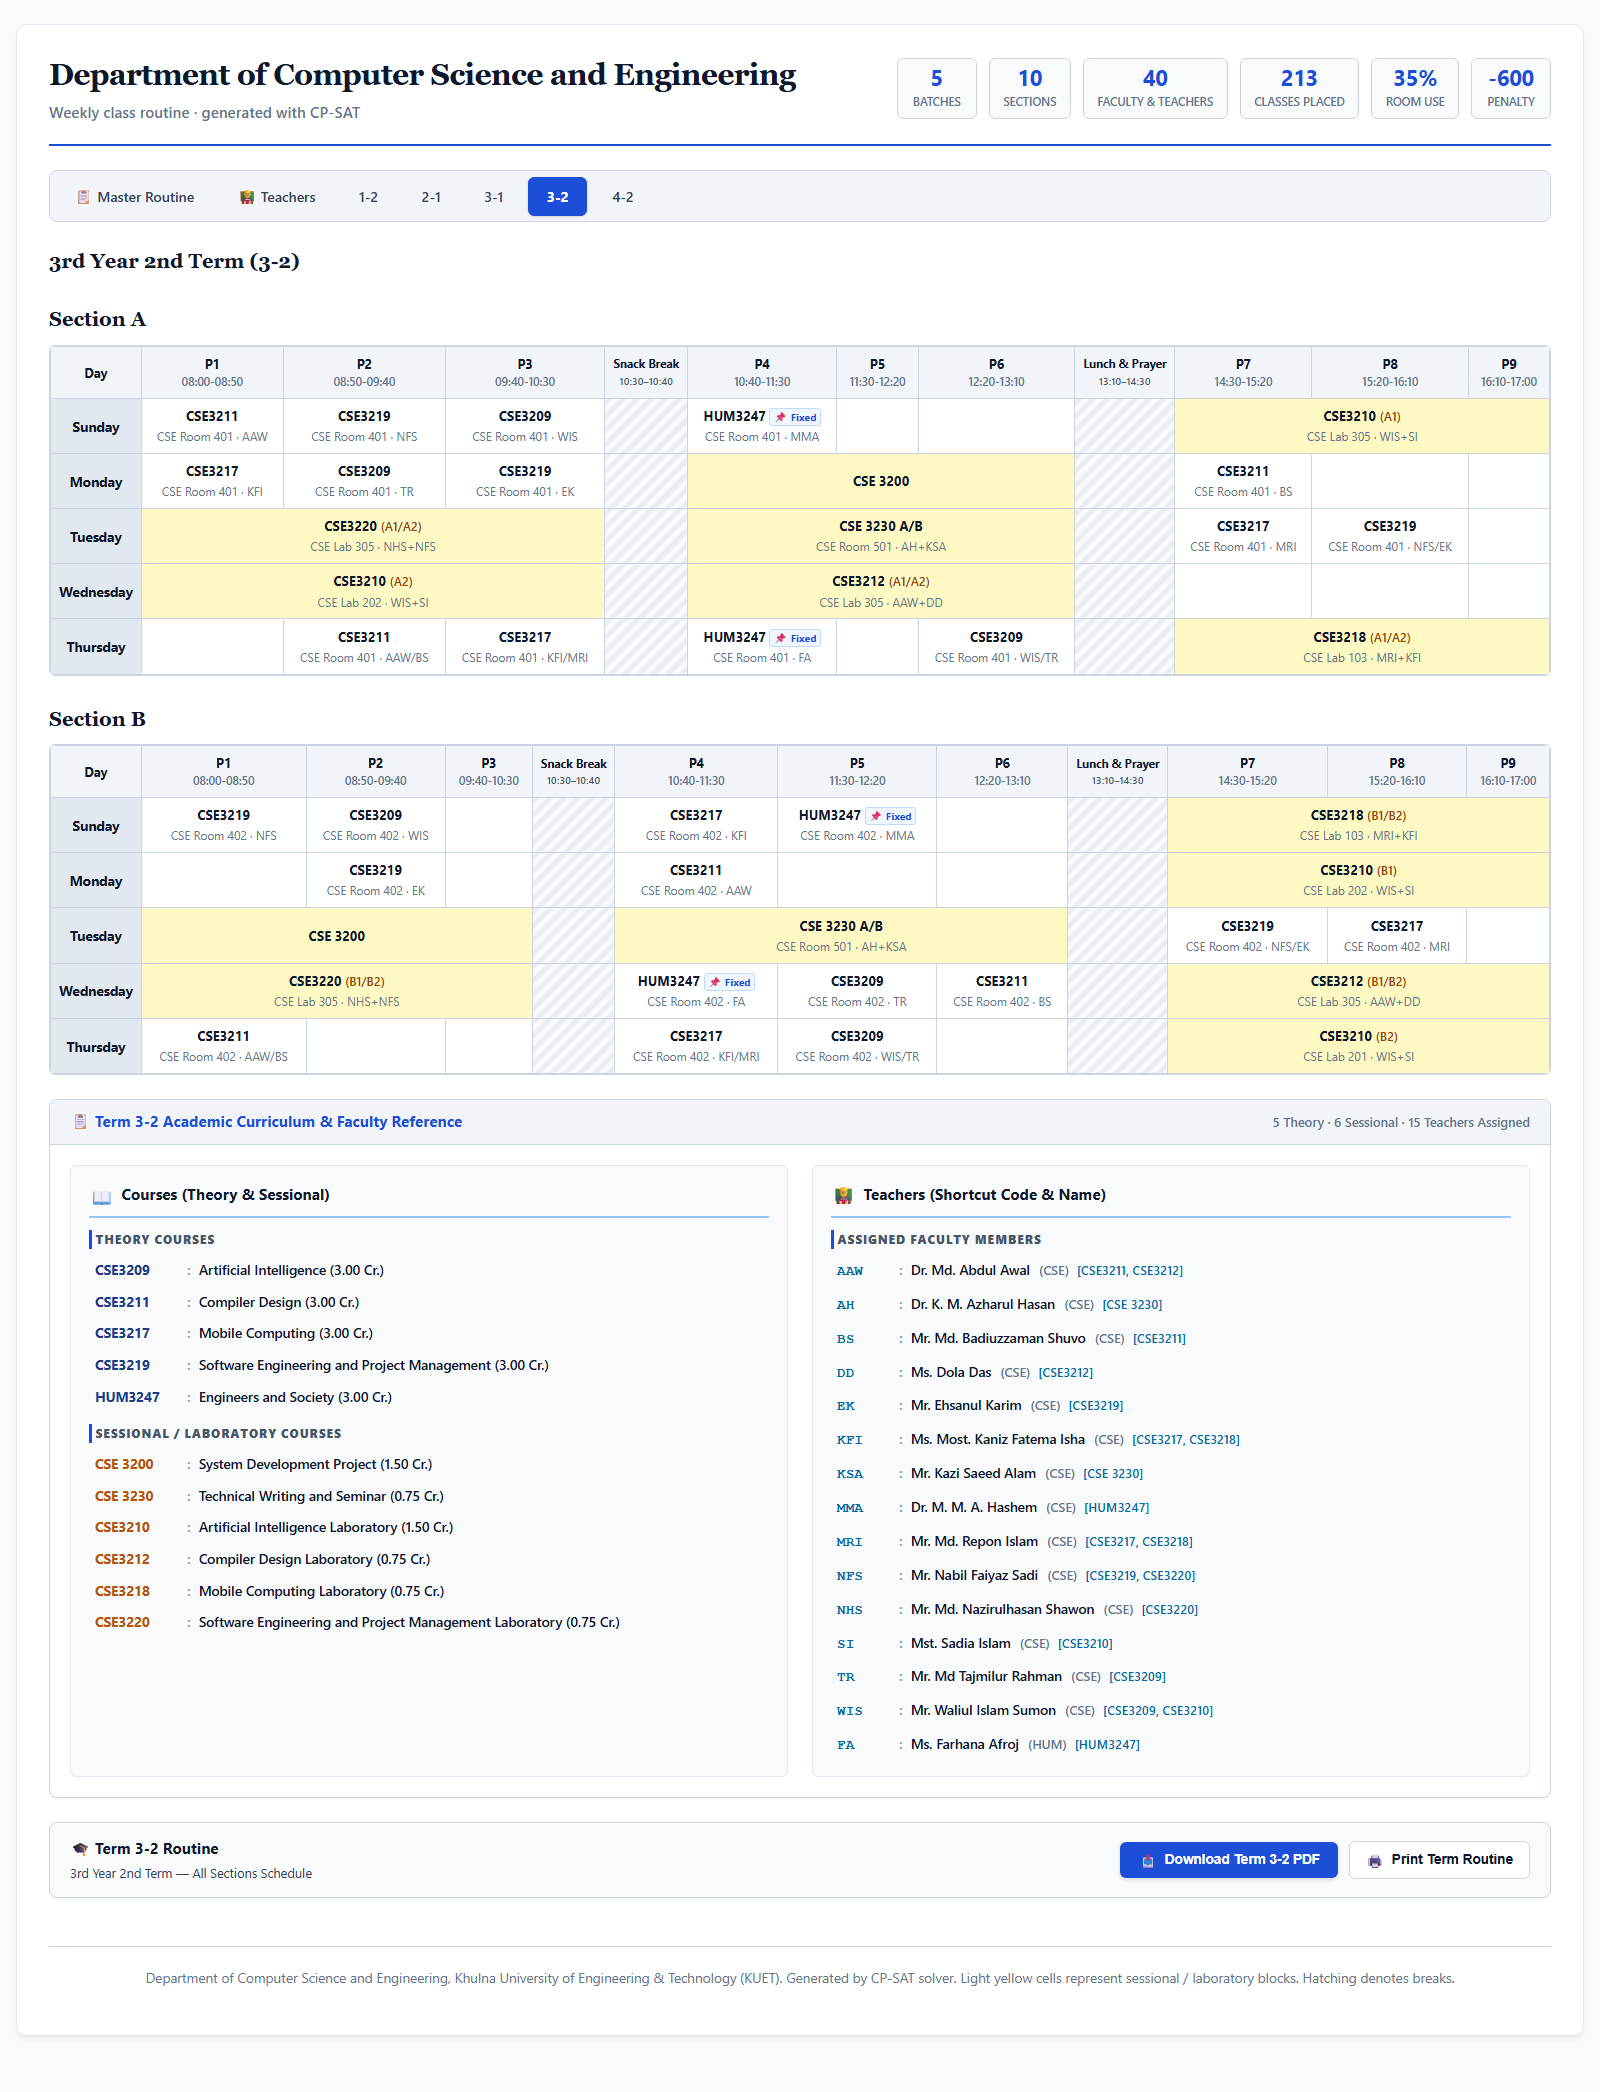 Department of Computer Science and Engineering
Weekly class routine · generated with CP-SAT
5
BATCHES
10
SECTIONS
40
FACULTY & TEACHERS
213
CLASSES PLACED
35%
ROOM USE
-600
PENALTY
Master Routine Teachers 1-2 2-1 3-1 3-2 4-2
3rd Year 2nd Term (3-2)
Section A
Day P1 P2 P3 Snack Break P4 P5 P6 Lunch & Prayer P7 P8 P9
08:00-08:50 08:50-09:40 09:40-10:30 10:30–10:40 10:40-11:30 11:30-12:20 12:20-13:10 13:10–14:30 14:30-15:20 15:20-16:10 16:10-17:00
Sunday CSE3211 CSE3219 CSE3209 HUM3247 Fixed CSE3210 (A1)
CSE Room 401 · AAW CSE Room 401 · NFS CSE Room 401 · WIS CSE Room 401 · MMA CSE Lab 305 · WIS+SI
Monday CSE3217 CSE3209 CSE3219 CSE 3200 CSE3211
CSE Room 401 · KFI CSE Room 401 · TR CSE Room 401 · EK CSE Room 401 · BS
Tuesday CSE3220 (A1/A2) CSE 3230 A/B CSE3217 CSE3219
CSE Lab 305 · NHS+NFS CSE Room 501 · AH+KSA CSE Room 401 · MRI CSE Room 401 · NFS/EK
Wednesday CSE3210 (A2) CSE3212 (A1/A2)
CSE Lab 202 · WIS+SI CSE Lab 305 · AAW+DD
Thursday CSE3211 CSE3217 HUM3247 Fixed CSE3209 CSE3218 (A1/A2)
CSE Room 401 · AAW/BS CSE Room 401 · KFI/MRI CSE Room 401 · FA CSE Room 401 · WIS/TR CSE Lab 103 · MRI+KFI
Section B
Day P1 P2 P3 Snack Break P4 P5 P6 Lunch & Prayer P7 P8 P9
08:00-08:50 08:50-09:40 09:40-10:30 10:30–10:40 10:40-11:30 11:30-12:20 12:20-13:10 13:10–14:30 14:30-15:20 15:20-16:10 16:10-17:00
Sunday CSE3219 CSE3209 CSE3217 HUM3247 Fixed CSE3218 (B1/B2)
CSE Room 402 · NFS CSE Room 402 · WIS CSE Room 402 · KFI CSE Room 402 · MMA CSE Lab 103 · MRI+KFI
Monday CSE3219 CSE3211 CSE3210 (B1)
CSE Room 402 · EK CSE Room 402 · AAW CSE Lab 202 · WIS+SI
Tuesday CSE 3200 CSE 3230 A/B CSE3219 CSE3217
CSE Room 501 · AH+KSA CSE Room 402 · NFS/EK CSE Room 402 · MRI
Wednesday CSE3220 (B1/B2) HUM3247 Fixed CSE3209 CSE3211 CSE3212 (B1/B2)
CSE Lab 305 · NHS+NFS CSE Room 402 · FA CSE Room 402 · TR CSE Room 402 · BS CSE Lab 305 · AAW+DD
Thursday CSE3211 CSE3217 CSE3209 CSE3210 (B2)
CSE Room 402 · AAW/BS CSE Room 402 · KFI/MRI CSE Room 402 · WIS/TR CSE Lab 201 · WIS+SI
Term 3-2 Academic Curriculum & Faculty Reference 5 Theory · 6 Sessional · 15 Teachers Assigned
Courses (Theory & Sessional)
THEORY COURSES
CSE3209 : Artificial Intelligence (3.00 Cr.)
CSE3211 : Compiler Design (3.00 Cr.)
CSE3217 : Mobile Computing (3.00 Cr.)
CSE3219 : Software Engineering and Project Management (3.00 Cr.)
HUM3247 : Engineers and Society (3.00 Cr.)
SESSIONAL / LABORATORY COURSES
CSE 3200 : System Development Project (1.50 Cr.)
CSE 3230 : Technical Writing and Seminar (0.75 Cr.)
CSE3210 : Artificial Intelligence Laboratory (1.50 Cr.)
CSE3212 : Compiler Design Laboratory (0.75 Cr.)
CSE3218 : Mobile Computing Laboratory (0.75 Cr.)
CSE3220 : Software Engineering and Project Management Laboratory (0.75 Cr.)
Teachers (Shortcut Code & Name)
ASSIGNED FACULTY MEMBERS
AAW : Dr. Md. Abdul Awal (CSE) [CSE3211, CSE3212]
AH : Dr. K. M. Azharul Hasan (CSE) [CSE 3230]
BS : Mr. Md. Badiuzzaman Shuvo (CSE) [CSE3211]
DD : Ms. Dola Das (CSE) [CSE3212]
EK : Mr. Ehsanul Karim (CSE) [CSE3219]
KFI : Ms. Most. Kaniz Fatema Isha (CSE) [CSE3217, CSE3218]
KSA : Mr. Kazi Saeed Alam (CSE) [CSE 3230]
MMA : Dr. M. M. A. Hashem (CSE) [HUM3247]
MRI : Mr. Md. Repon Islam (CSE) [CSE3217, CSE3218]
NFS : Mr. Nabil Faiyaz Sadi (CSE) [CSE3219, CSE3220]
NHS : Mr. Md. Nazirulhasan Shawon (CSE) [CSE3220]
SI : Mst. Sadia Islam (CSE) [CSE3210]
TR : Mr. Md Tajmilur Rahman (CSE) [CSE3209]
WIS : Mr. Waliul Islam Sumon (CSE) [CSE3209, CSE3210]
FA : Ms. Farhana Afroj (HUM) [HUM3247]
Term 3-2 Routine
3rd Year 2nd Term — All Sections Schedule
Download Term 3-2 PDF Print Term Routine
Department of Computer Science and Engineering, Khulna University of Engineering & Technology (KUET). Generated by CP-SAT solver. Light yellow cells represent sessional / laboratory blocks. Hatching denotes breaks.